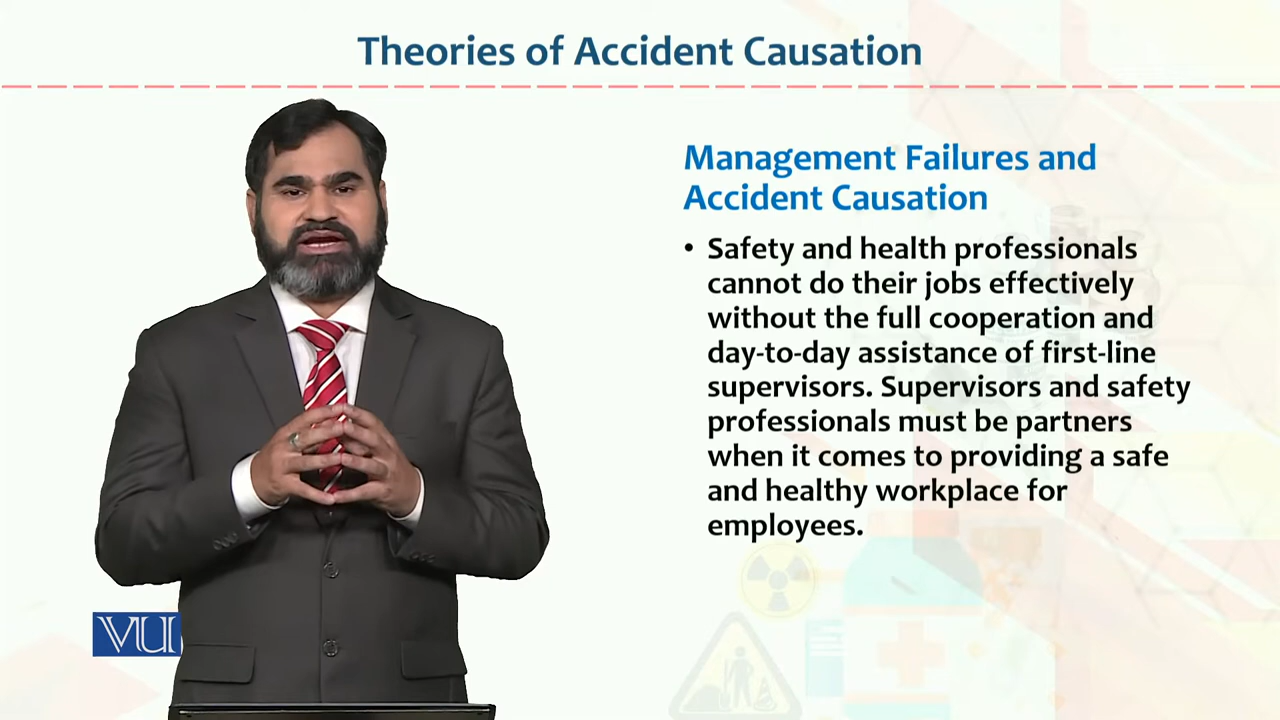 Theories of Accident Causation
Management Failures and
Accident Causation
• Safety and health professionals
cannot do their jobs effectively
without the full cooperation and
day-to-day assistance of first-line
supervisors. Supervisors and safety
professionals must be partners
when it comes to providing a safe
and healthy workplace for
employees.
VU